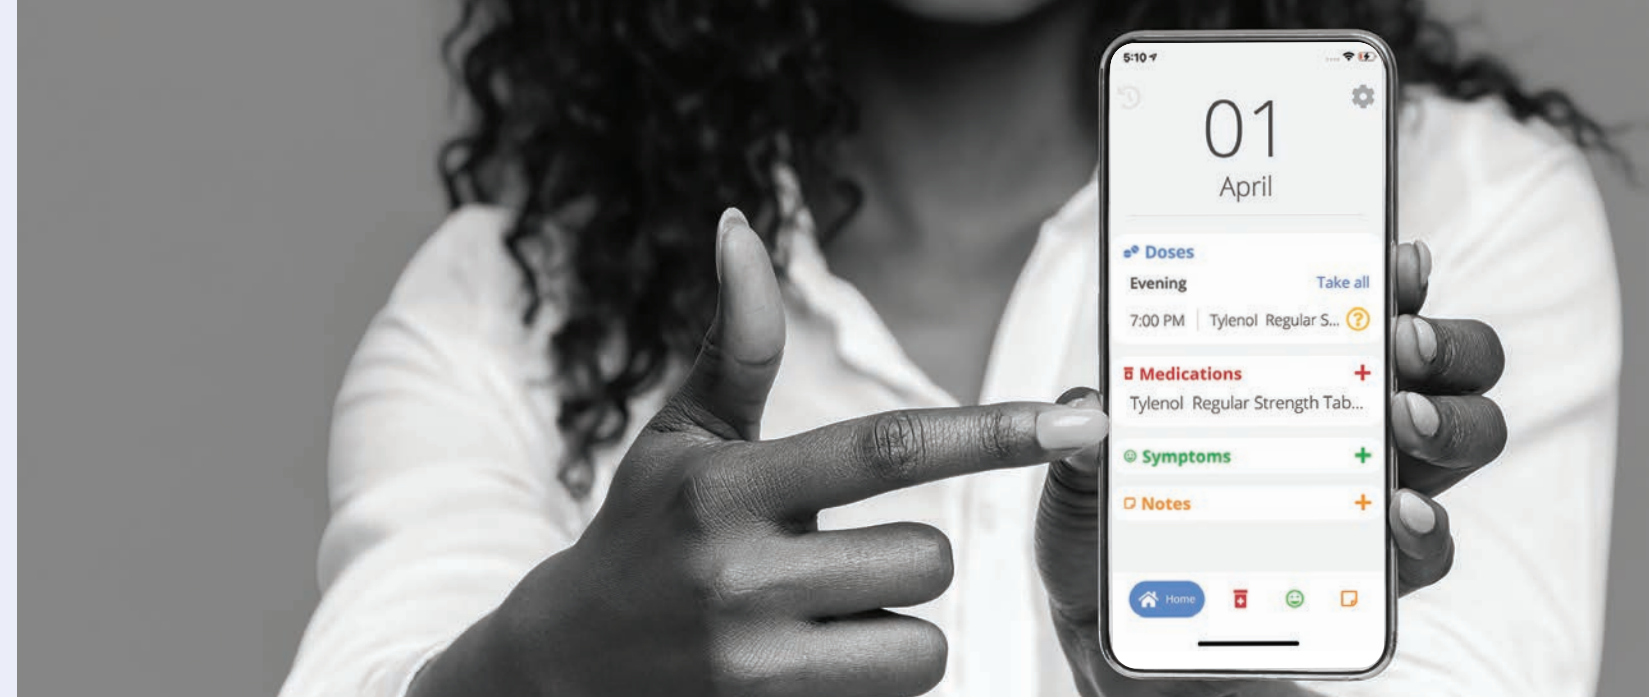 5:10
01
April
Doses
Evening Take all
7:00 PM Tylenol Regular S... ?
Medications +
Tylenol Regular Strength Tab...
Symptoms +
Notes +
Home